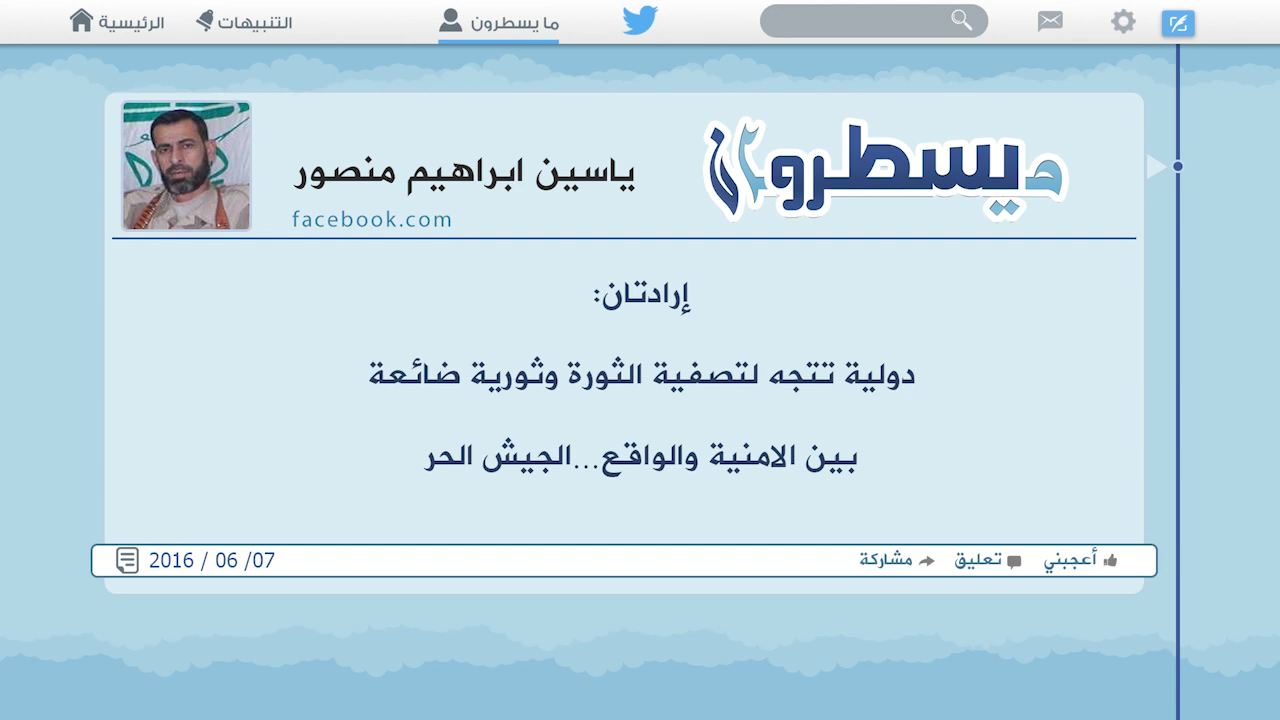 الرئيسية
التنبيهات
ما يسطرون
ما يسطرون
ياسين ابراهيم منصور
facebook.com
إرادتان:
دولية تتجه لتصفية الثورة وثورية ضائعة
بين الامنية والواقع...الجيش الحر
أعجبني
تعليق
مشاركة
2016 / 06 /07